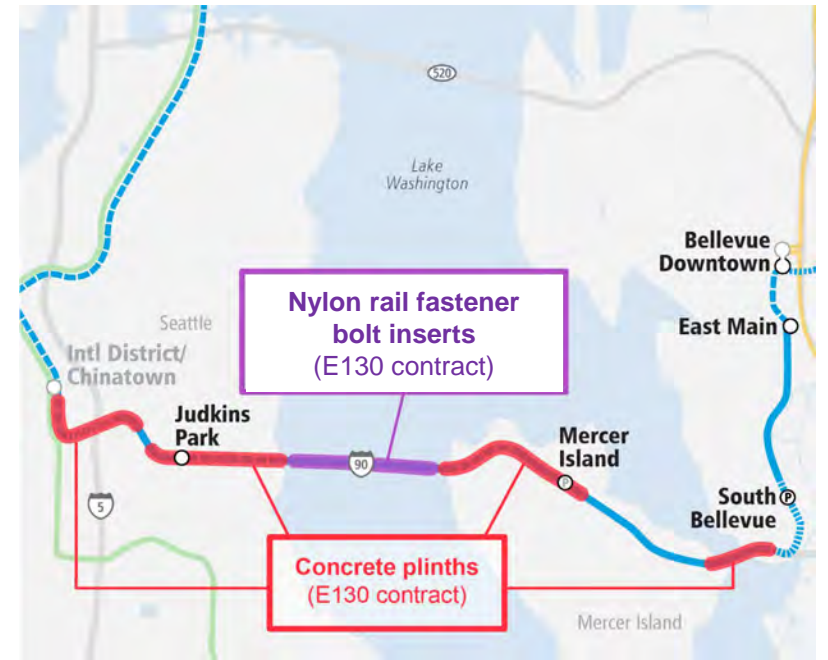 520
Lake
Washington
Bellevue
Downtown
Nylon rail fastener
bolt inserts
(E130 contract)
East Main
Seattle
Intl District/
Chinatown
Judkins
Park
90
Mercer
Island
P
South
Bellevue
P
5
Concrete plinths
(E130 contract)
Mercer Island